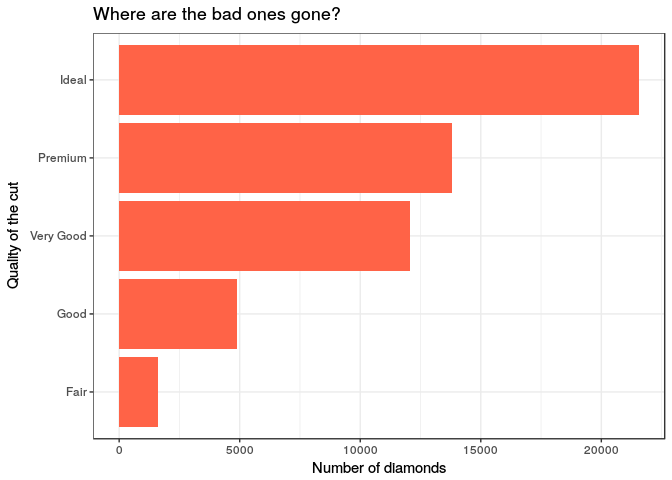 Where are the bad ones gone?
Quality of the cut
Ideal
Premium
Very Good
Good
Fair
0 5000 10000 15000 20000
Number of diamonds